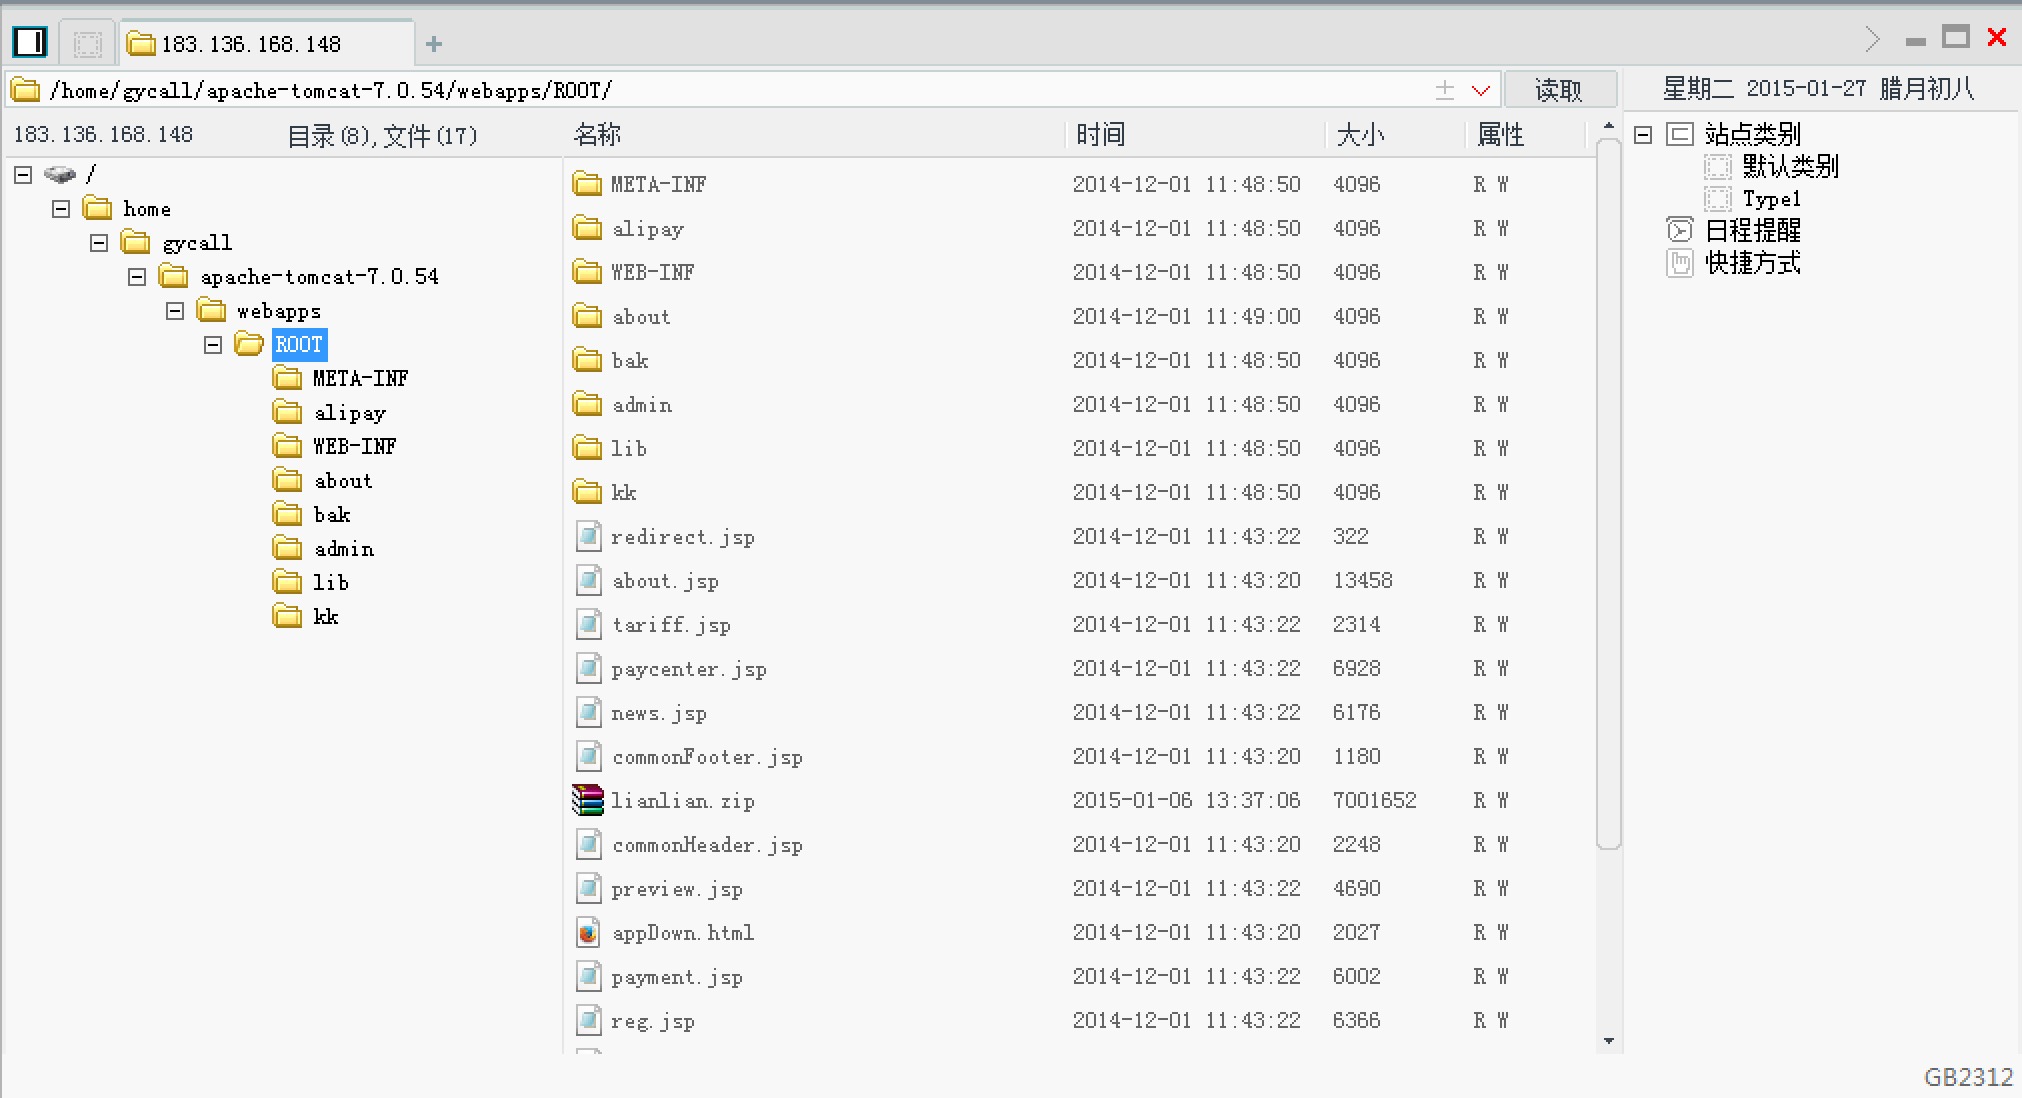 183.136.168.148
/home/gycall/apache-tomcat-7.0.54/webapps/ROOT/
读取
星期二 2015-01-27 腊月初八
183.136.168.148 目录(8),文件(17)
/
home
gycall
apache-tomcat-7.0.54
webapps
ROOT
META-INF
alipay
WEB-INF
about
bak
admin
lib
kk
名称 时间 大小 属性
META-INF 2014-12-01 11:48:50 4096 R W
alipay 2014-12-01 11:48:50 4096 R W
WEB-INF 2014-12-01 11:48:50 4096 R W
about 2014-12-01 11:49:00 4096 R W
bak 2014-12-01 11:48:50 4096 R W
admin 2014-12-01 11:48:50 4096 R W
lib 2014-12-01 11:48:50 4096 R W
kk 2014-12-01 11:48:50 4096 R W
redirect.jsp 2014-12-01 11:43:22 322 R W
about.jsp 2014-12-01 11:43:20 13458 R W
tariff.jsp 2014-12-01 11:43:22 2314 R W
paycenter.jsp 2014-12-01 11:43:22 6928 R W
news.jsp 2014-12-01 11:43:22 6176 R W
commonFooter.jsp 2014-12-01 11:43:20 1180 R W
lianlian.zip 2015-01-06 13:37:06 7001652 R W
commonHeader.jsp 2014-12-01 11:43:20 2248 R W
preview.jsp 2014-12-01 11:43:22 4690 R W
appDown.html 2014-12-01 11:43:20 2027 R W
payment.jsp 2014-12-01 11:43:22 6002 R W
reg.jsp 2014-12-01 11:43:22 6366 R W
站点类别
默认类别
Type1
日程提醒
快捷方式
GB2312